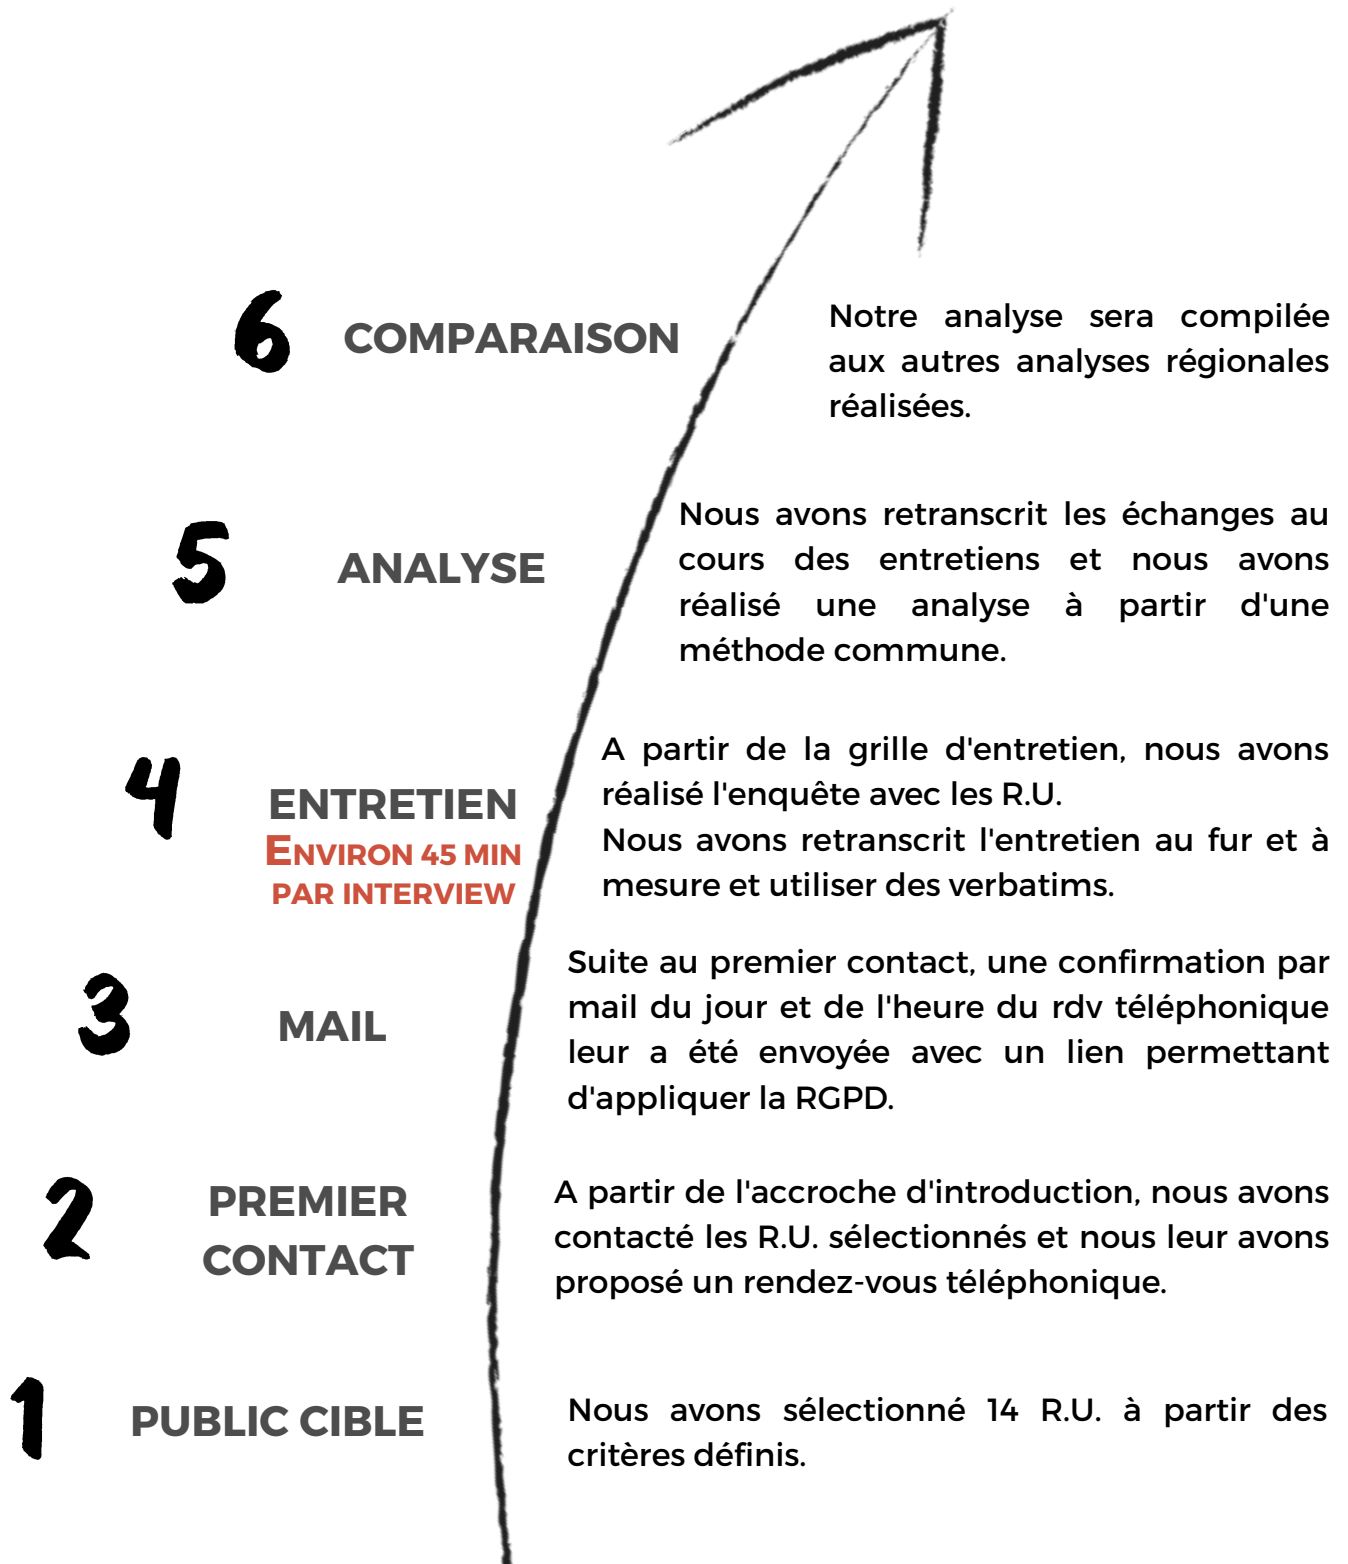 6
COMPARAISON
Notre analyse sera compilée
aux autres analyses régionales
réalisées.
5
ANALYSE
Nous avons retranscrit les échanges au
cours des entretiens et nous avons
réalisé une analyse à partir d'une
méthode commune.
4
ENTRETIEN
ENVIRON 45 MIN
PAR INTERVIEW
A partir de la grille d'entretien, nous avons
réalisé l'enquête avec les R.U.
Nous avons retranscrit l'entretien au fur et à
mesure et utiliser des verbatims.
3
MAIL
Suite au premier contact, une confirmation par
mail du jour et de l'heure du rdv téléphonique
leur a été envoyée avec un lien permettant
d'appliquer la RGPD.
2
PREMIER
CONTACT
A partir de l'accroche d'introduction, nous avons
contacté les R.U. sélectionnés et nous leur avons
proposé un rendez-vous téléphonique.
1
PUBLIC CIBLE
Nous avons sélectionné 14 R.U. à partir des
critères définis.